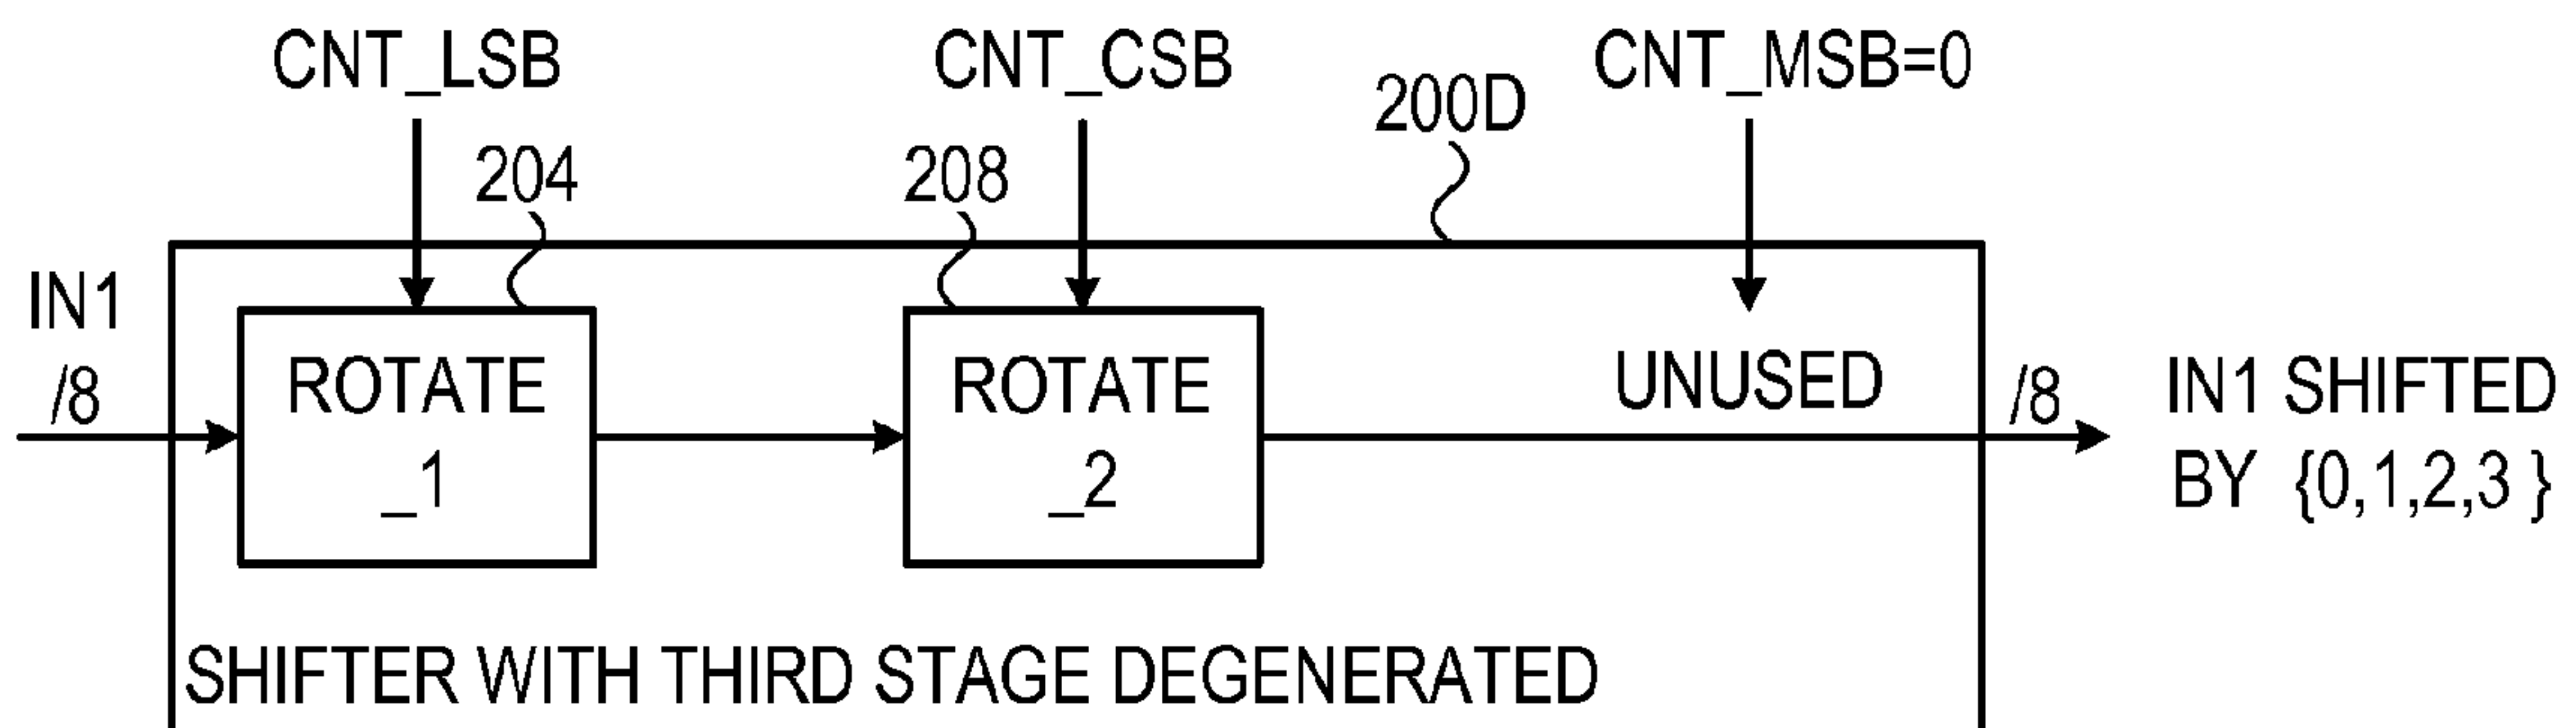 CNT_LSB
CNT_CSB
CNT_MSB=0
200D
204
208
IN1
/8
ROTATE
_1
ROTATE
_2
UNUSED
/8
IN1 SHIFTED
BY {0,1,2,3 }
SHIFTER WITH THIRD STAGE DEGENERATED